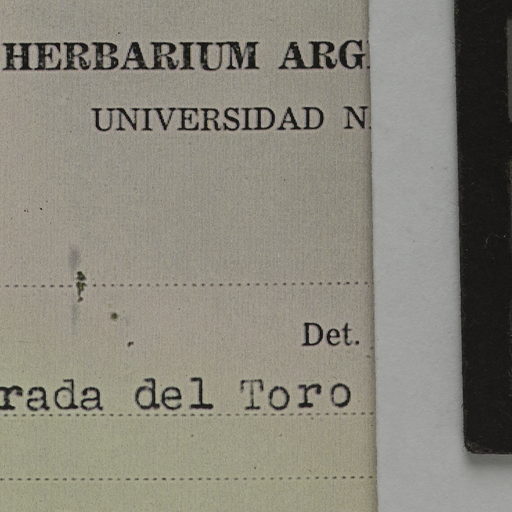 HERBARIUM ARG
UNIVERSIDAD N
Det.
rada del Toro